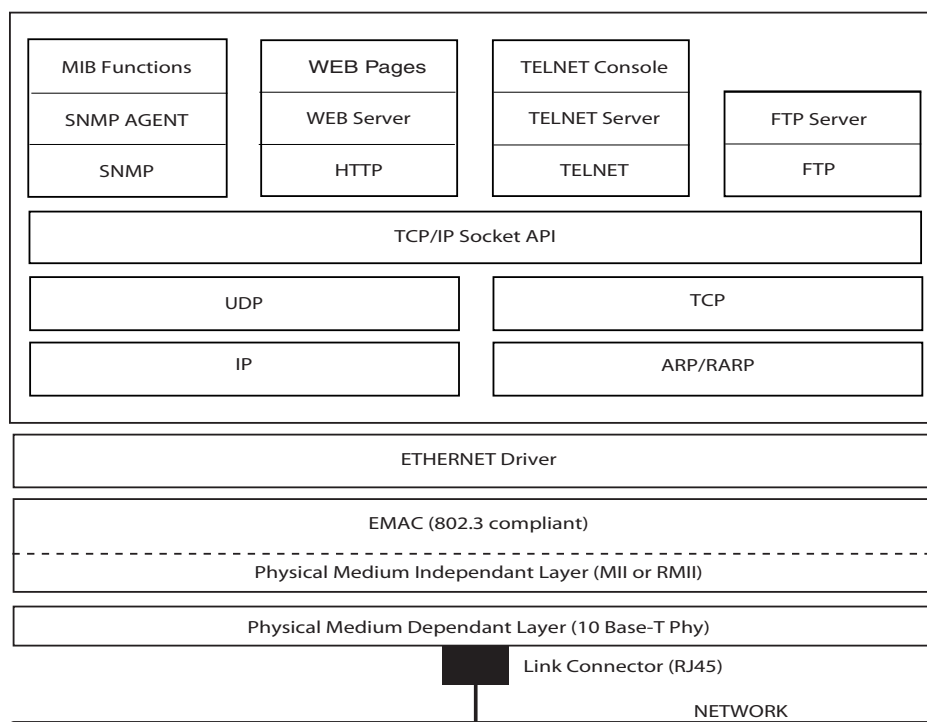 MIB Functions
WEB Pages
TELNET Console
SNMP AGENT
WEB Server
TELNET Server
FTP Server
SNMP
HTTP
TELNET
FTP
TCP/IP Socket API
UDP
TCP
IP
ARP/RARP
ETHERNET Driver
EMAC (802.3 compliant)
Physical Medium Independant Layer (MII or RMII)
Physical Medium Dependant Layer (10 Base-T Phy)
Link Connector (RJ45)
NETWORK